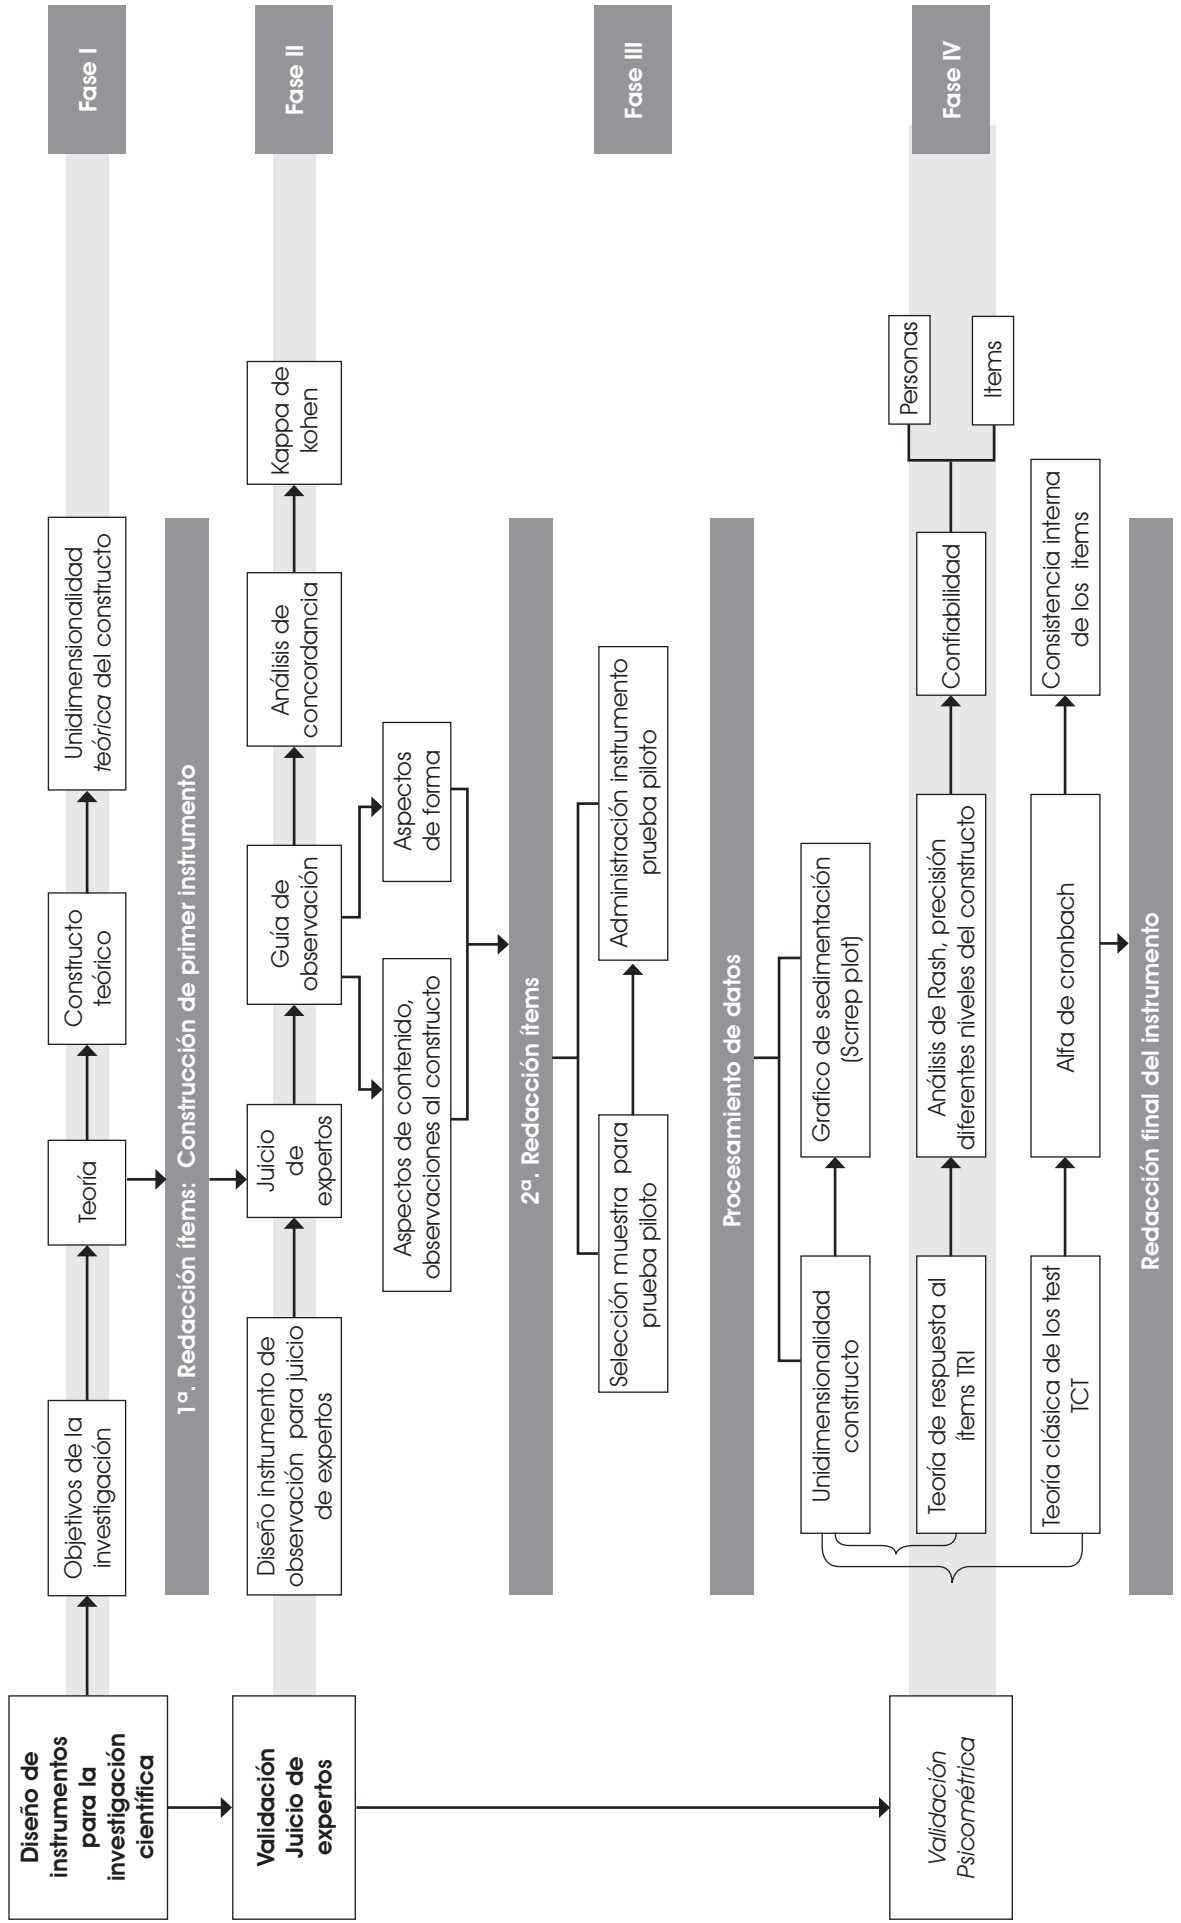 Diseño de
instrumentos
para la
investigación
científica
Objetivos de la
investigación
Teoría
Constructo
teórico
Unidimensionalidad
teórica del constructo
Fase I
1ª. Redacción ítems:  Construcción de primer instrumento
Validación
Juicio de
expertos
Diseño instrumento de
observación  para juicio
de expertos
Juicio
de
expertos
Guía de
observación
Análisis de
concordancia
Kappa de
kohen
Fase II
Aspectos de contenido,
observaciones al constructo
Aspectos
de forma
2ª. Redacción ítems
Selección muestra  para
prueba piloto
Administración instrumento
prueba piloto
Fase III
Procesamiento de datos
Unidimensionalidad
constructo
Grafico de sedimentación
(Screp plot)
Validación
Psicométrica
Teoría de respuesta al
ítems TRI
Análisis de Rash, precisión
diferentes niveles del constructo
Confiabilidad
Personas
Items
Fase IV
Teoría clásica de los test
TCT
Alfa de cronbach
Consistencia interna
de los  items
Redacción final del instrumento